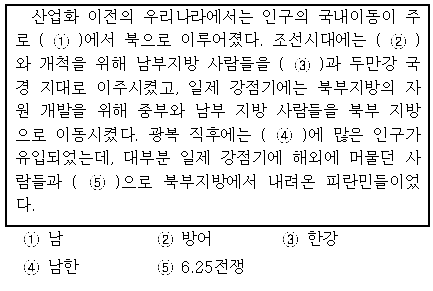 산업화 이전의 우리나라에서는 인구의 국내이동이 주
로 ( ① )에서 북으로 이루어졌다. 조선시대에는 ( ② )
와 개척을 위해 남부지방 사람들을 ( ③ )과 두만강 국
경 지대로 이주시켰고, 일제 강점기에는 북부지방의 자
원 개발을 위해 중부와 남부 지방 사람들을 북부 지방
으로 이동시켰다. 광복 직후에는 ( ④ )에 많은 인구가
유입되었는데, 대부분 일제 강점기에 해외에 머물던 사
람들과 ( ⑤ )으로 북부지방에서 내려온 피란민들이었
다.
① 남 ② 방어 ③ 한강
④ 남한 ⑤ 6.25전쟁